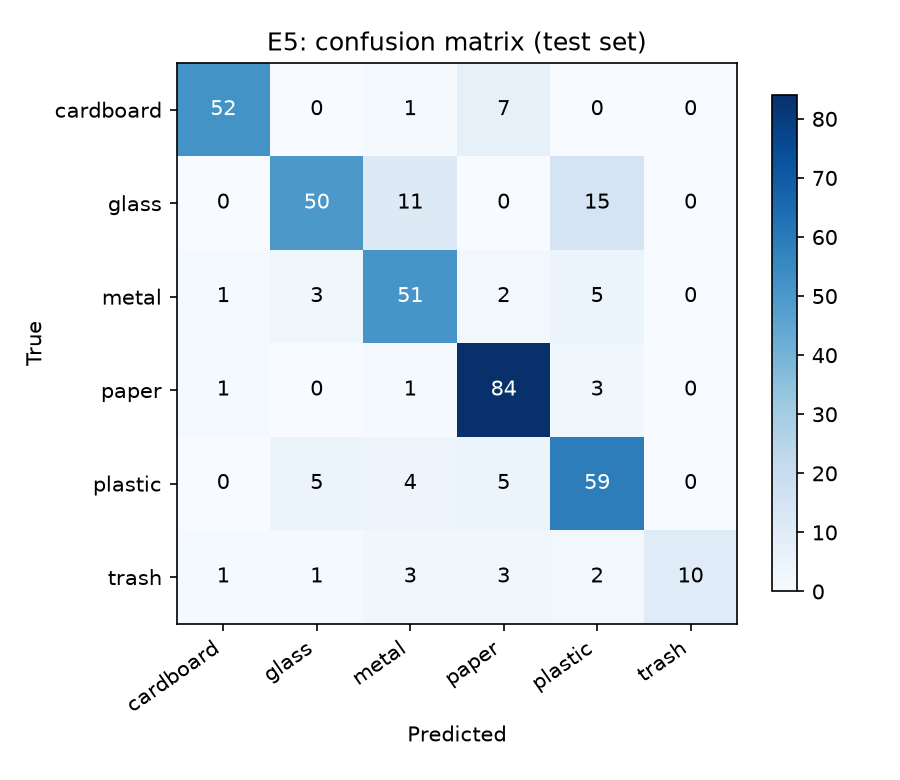 E5: confusion matrix (test set)
cardboard 52 0 1 7 0 0
glass 0 50 11 0 15 0
metal 1 3 51 2 5 0
paper 1 0 1 84 3 0
plastic 0 5 4 5 59 0
trash 1 1 3 3 2 10
cardboard glass metal paper plastic trash
Predicted
True
80
70
60
50
40
30
20
10
0